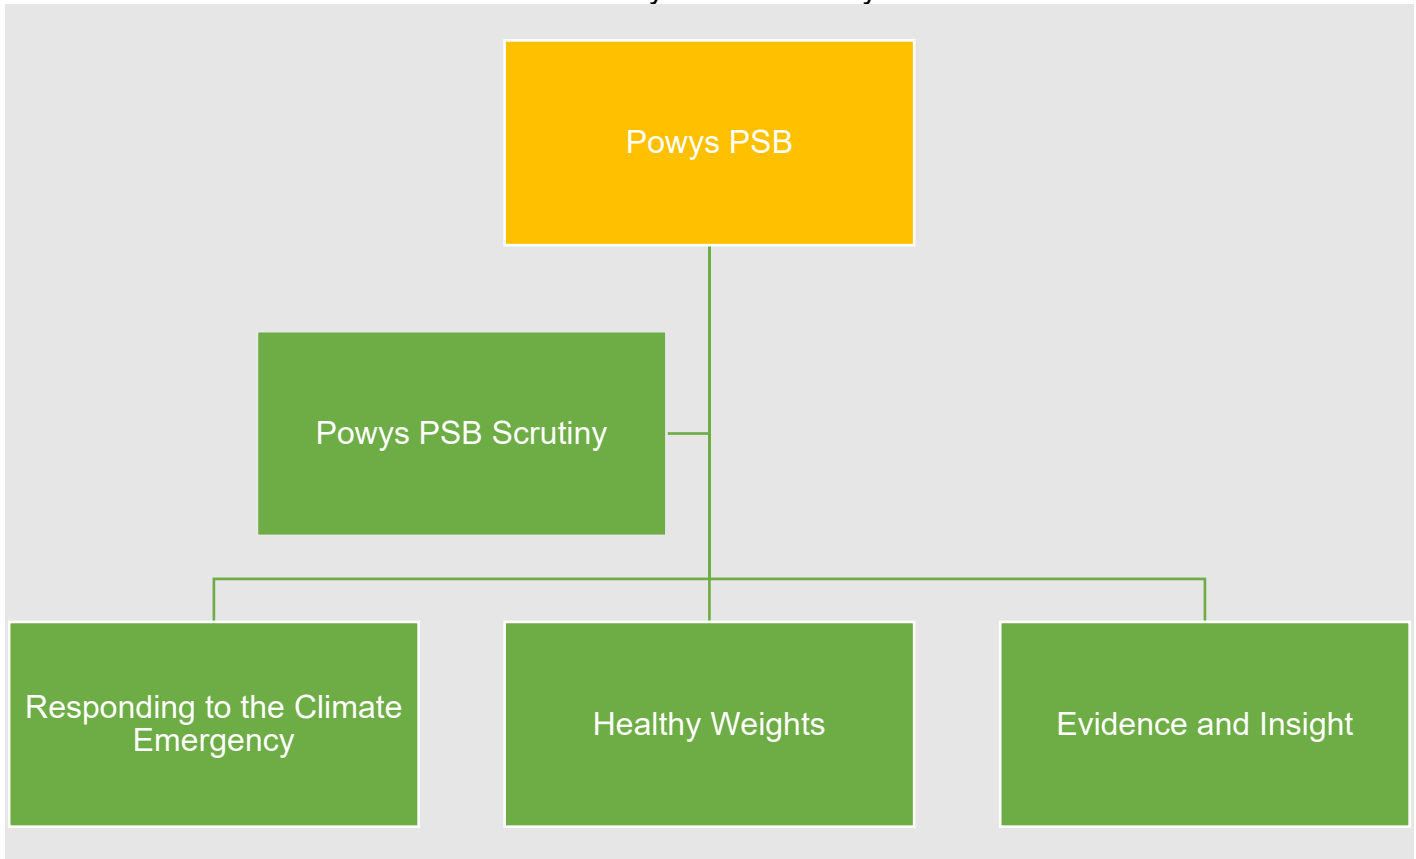 Powys PSB
Powys PSB Scrutiny
Responding to the Climate
Emergency
Healthy Weights
Evidence and Insight